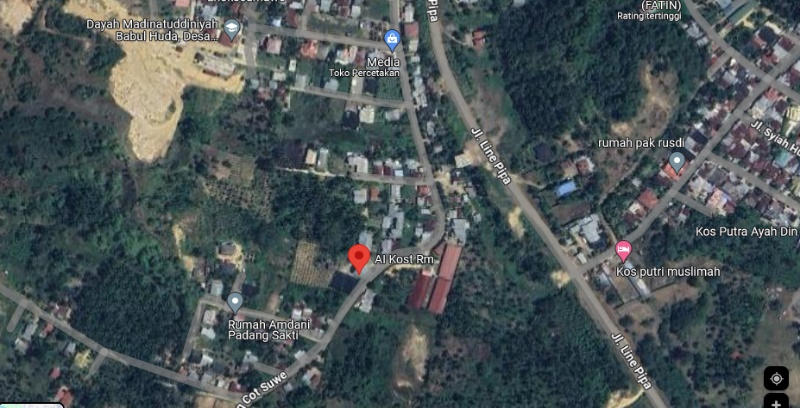 (FATIN)
Rating tertinggi
Dayah Madinatuddiniyah
Babul Huda, Desa...
Media
Toko Percetakan
Pipa
Jl. Line Pipa
rumah pak rusdi
Jl. Syiah
Kos Putra Ayah Din
Al Kost Rm
Kos putri muslimah
Rumah Amdani
Padang Sakti
Cot Suwe
Jl. Line Pipa